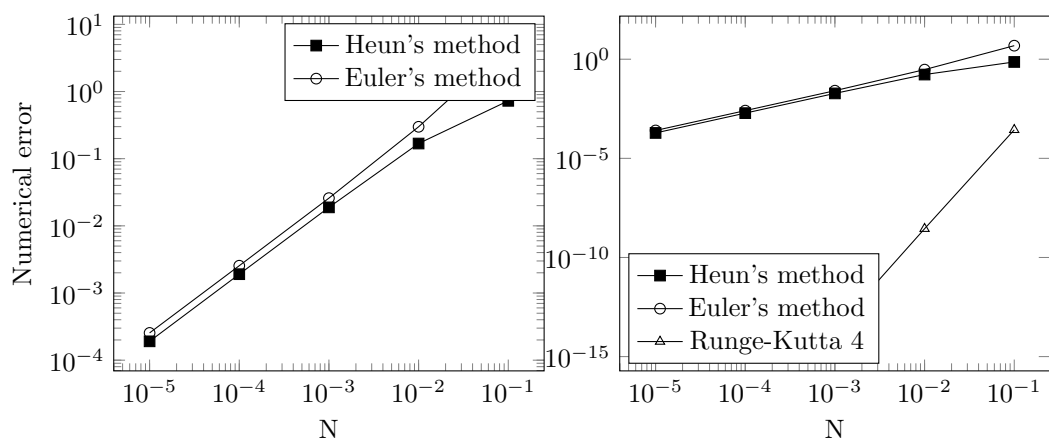 Numerical error
10^1
10^0
10^{-1}
10^{-2}
10^{-3}
10^{-4}
10^{-5} 10^{-4} 10^{-3} 10^{-2} 10^{-1}
N
Heun's method
Euler's method
10^0
10^{-5}
10^{-10}
10^{-15}
10^{-5} 10^{-4} 10^{-3} 10^{-2} 10^{-1}
N
Heun's method
Euler's method
Runge-Kutta 4